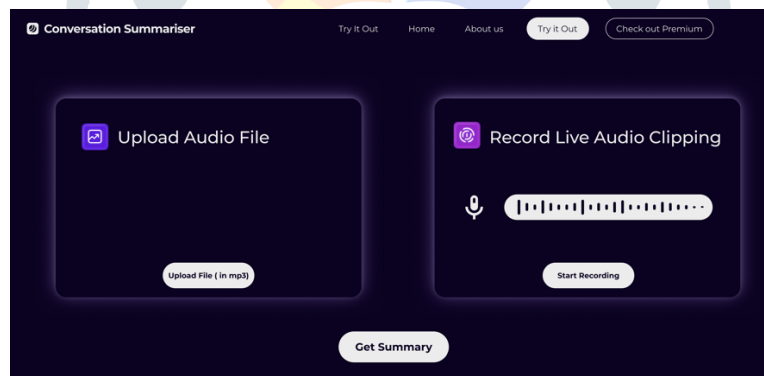 Conversation Summariser
Try It Out
Home
About us
Try it Out
Check out Premium
Upload Audio File
Upload File ( in mp3)
Record Live Audio Clipping
Start Recording
Get Summary